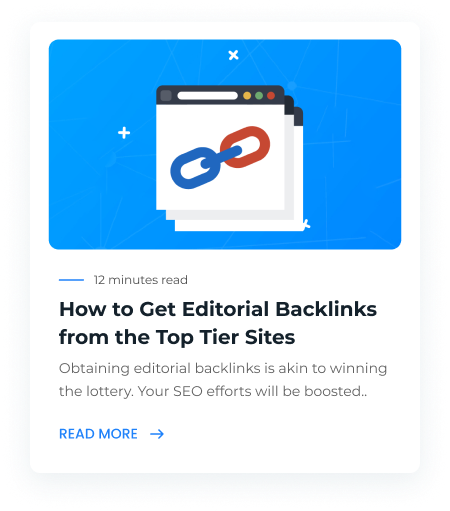 12 minutes read
How to Get Editorial Backlinks
from the Top Tier Sites
Obtaining editorial backlinks is akin to winning
the lottery. Your SEO efforts will be boosted..
READ MORE